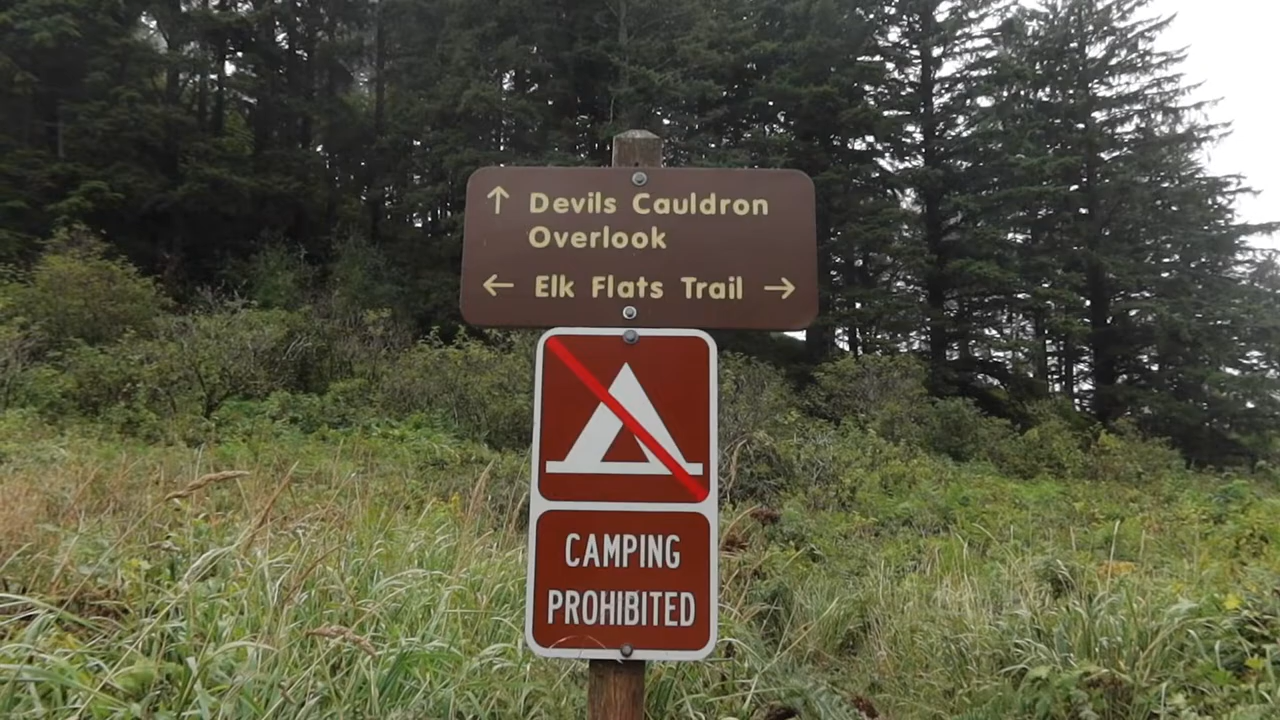 ↑ Devils Cauldron
Overlook
← Elk Flats Trail →
CAMPING
PROHIBITED